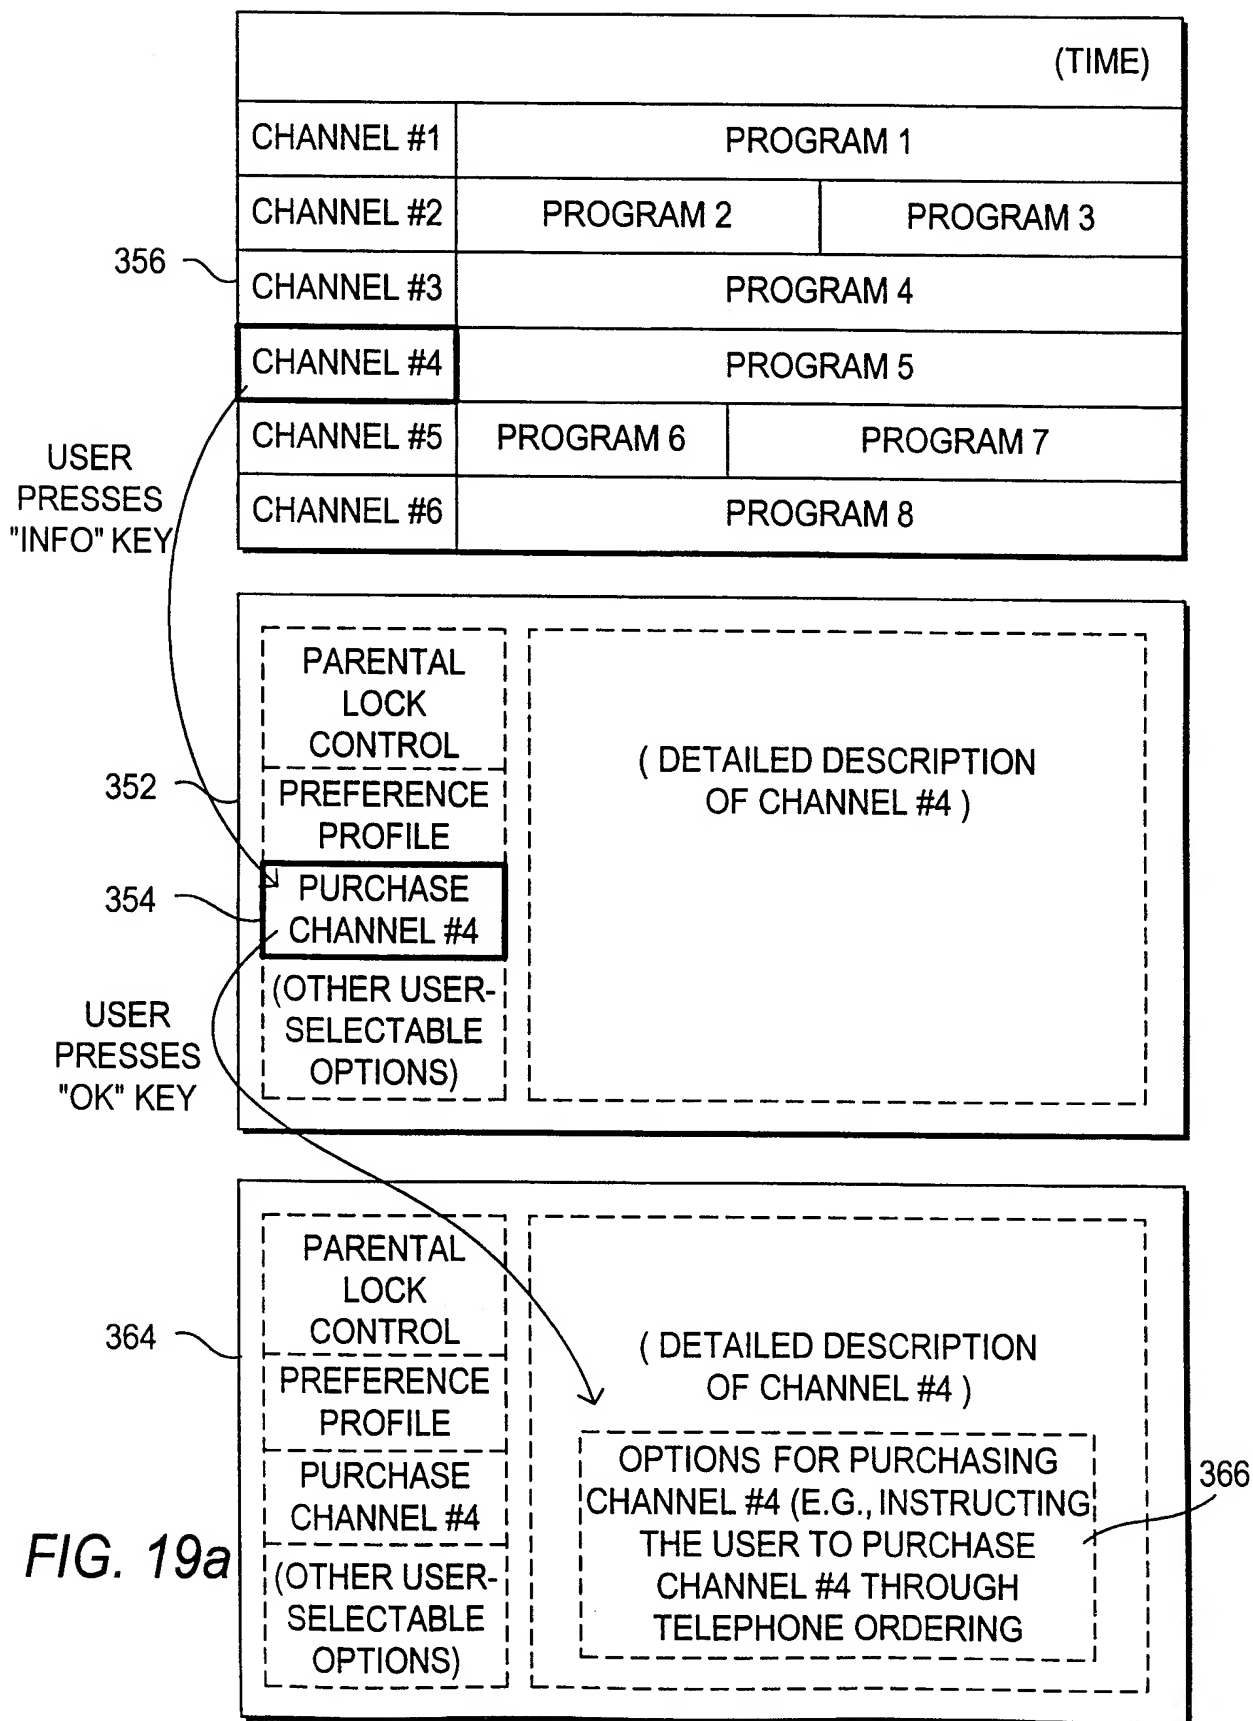 (TIME)
CHANNEL #1
PROGRAM 1
CHANNEL #2
PROGRAM 2
PROGRAM 3
356
CHANNEL #3
PROGRAM 4
CHANNEL #4
PROGRAM 5
CHANNEL #5
PROGRAM 6
PROGRAM 7
CHANNEL #6
PROGRAM 8
USER
PRESSES
"INFO" KEY
PARENTAL
LOCK
CONTROL
352
PREFERENCE
PROFILE
354
PURCHASE
CHANNEL #4
(OTHER USER-
SELECTABLE
OPTIONS)
( DETAILED DESCRIPTION
OF CHANNEL #4 )
USER
PRESSES
"OK" KEY
364
PARENTAL
LOCK
CONTROL
PREFERENCE
PROFILE
PURCHASE
CHANNEL #4
(OTHER USER-
SELECTABLE
OPTIONS)
( DETAILED DESCRIPTION
OF CHANNEL #4 )
OPTIONS FOR PURCHASING
CHANNEL #4 (E.G., INSTRUCTING
THE USER TO PURCHASE
CHANNEL #4 THROUGH
TELEPHONE ORDERING
366
FIG. 19a